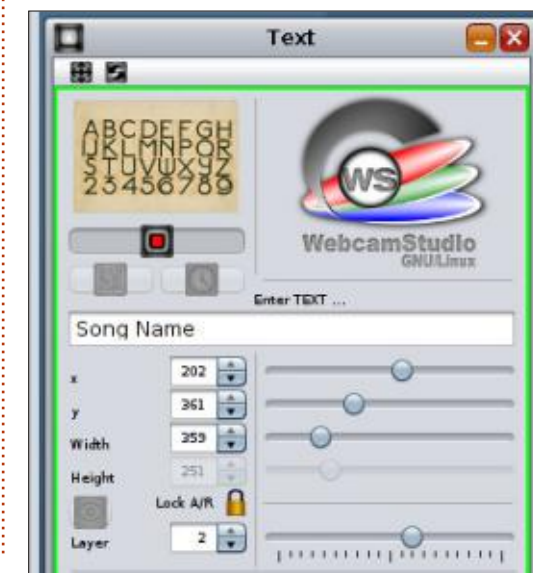 Text
ABCDEFGH
IJKLMNPQR
STUVWXYZ
23456789
WS
WebcamStudio
GNU/Linux
Enter TEXT ...
Song Name
x 202
y 361
Width 359
Height 251
Lock A/R
Layer 2